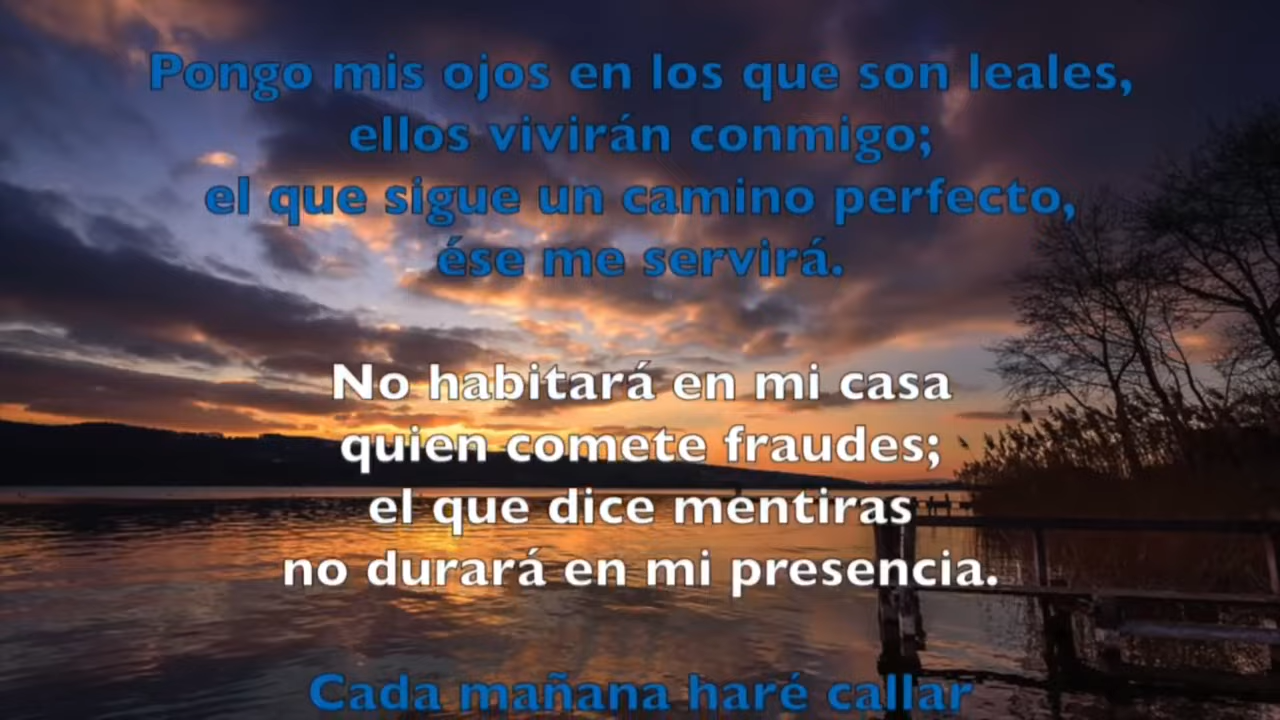 Pongo mis ojos en los que son leales,
ellos vivirán conmigo;
el que sigue un camino perfecto,
ése me servirá.
No habitará en mi casa
quien comete fraudes;
el que dice mentiras
no durará en mi presencia.
Cada mañana haré callar